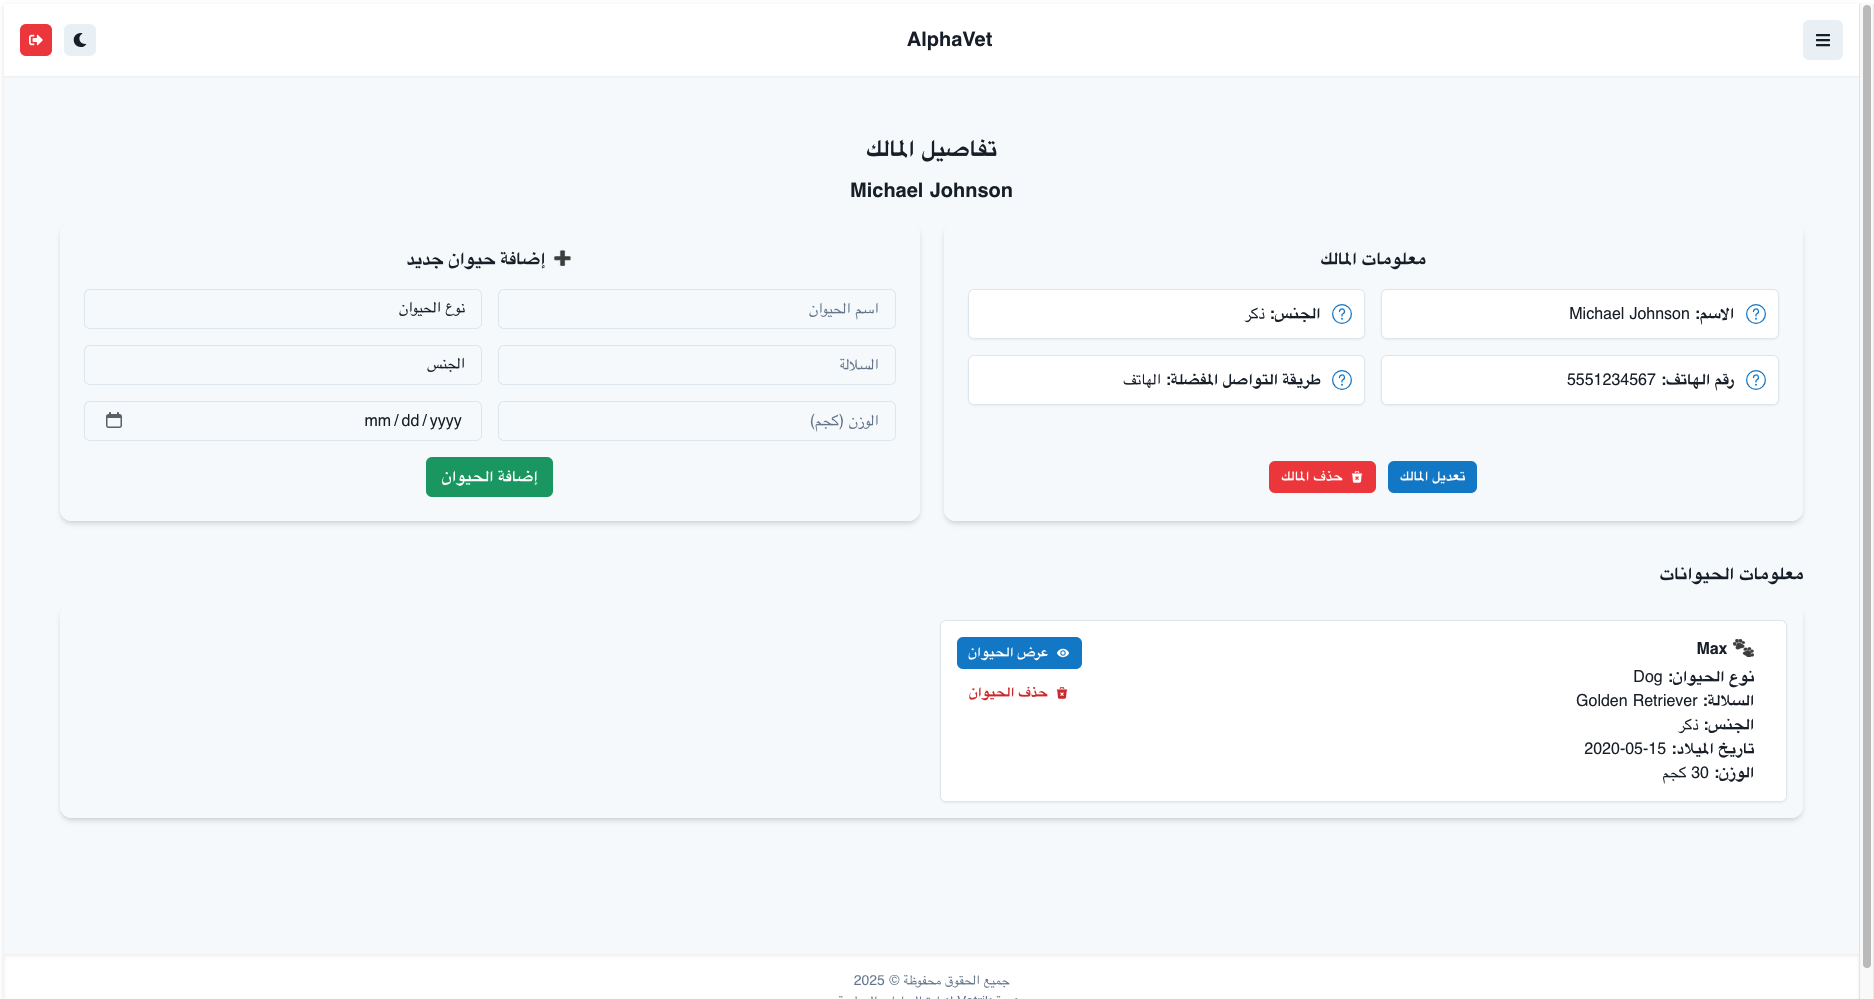 AlphaVet
تفاصيل المالك
Michael Johnson
معلومات المالك
الاسم: Michael Johnson
الجنس: ذكر
رقم الهاتف: 5551234567
طريقة التواصل المفضلة: الهاتف
تعديل المالك
حذف المالك
إضافة حيوان جديد
اسم الحيوان
نوع الحيوان
السلالة
الجنس
الوزن (كجم)
mm/dd/yyyy
إضافة الحيوان
معلومات الحيوانات
Max
نوع الحيوان: Dog
السلالة: Golden Retriever
الجنس: ذكر
تاريخ الميلاد: 2020-05-15
الوزن: 30 كجم
عرض الحيوان
حذف الحيوان
جميع الحقوق محفوظة © 2025